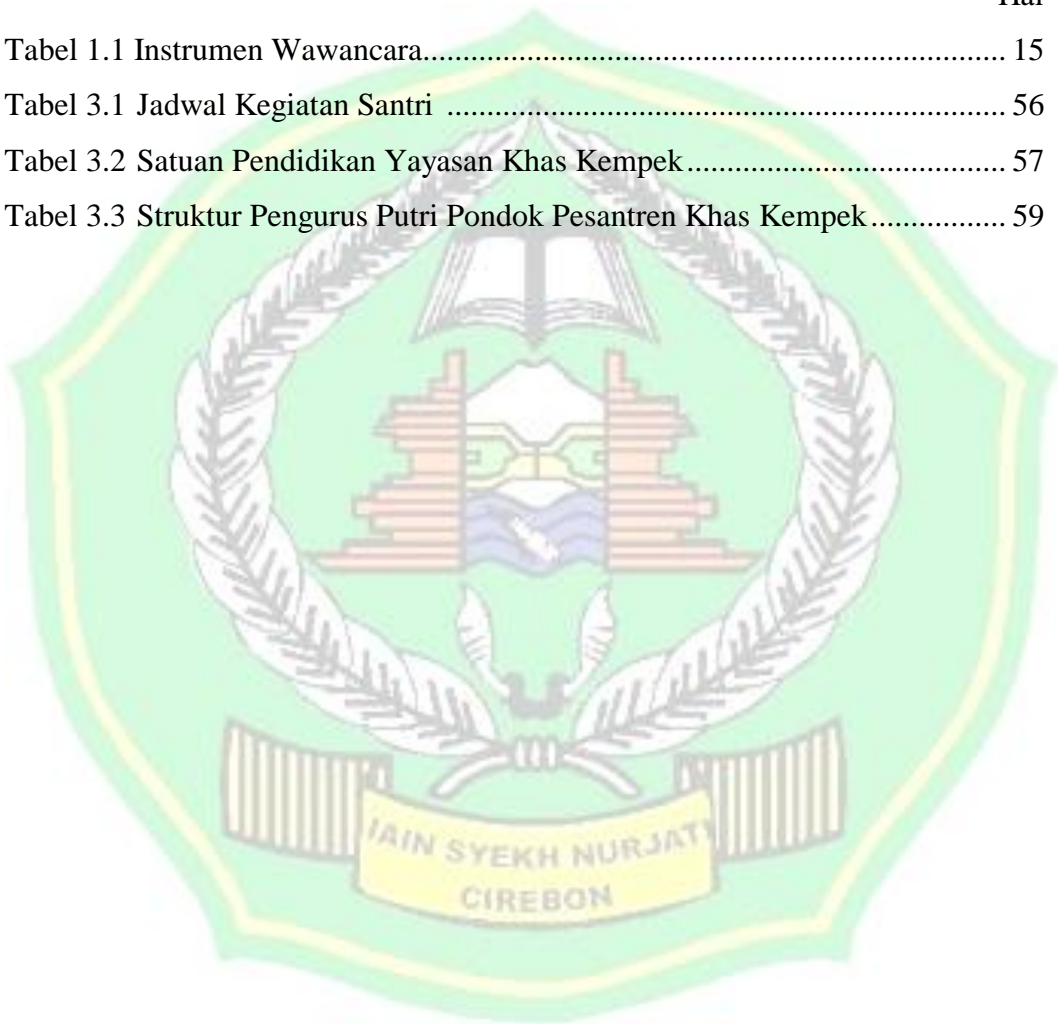 Hal
Tabel 1.1 Instrumen Wawancara....................................................................... 15
Tabel 3.1 Jadwal Kegiatan Santri .................................................................... 56
Tabel 3.2 Satuan Pendidikan Yayasan Khas Kempek....................................... 57
Tabel 3.3 Struktur Pengurus Putri Pondok Pesantren Khas Kempek................ 59
IAIN SYEKH NURJATI
CIREBON